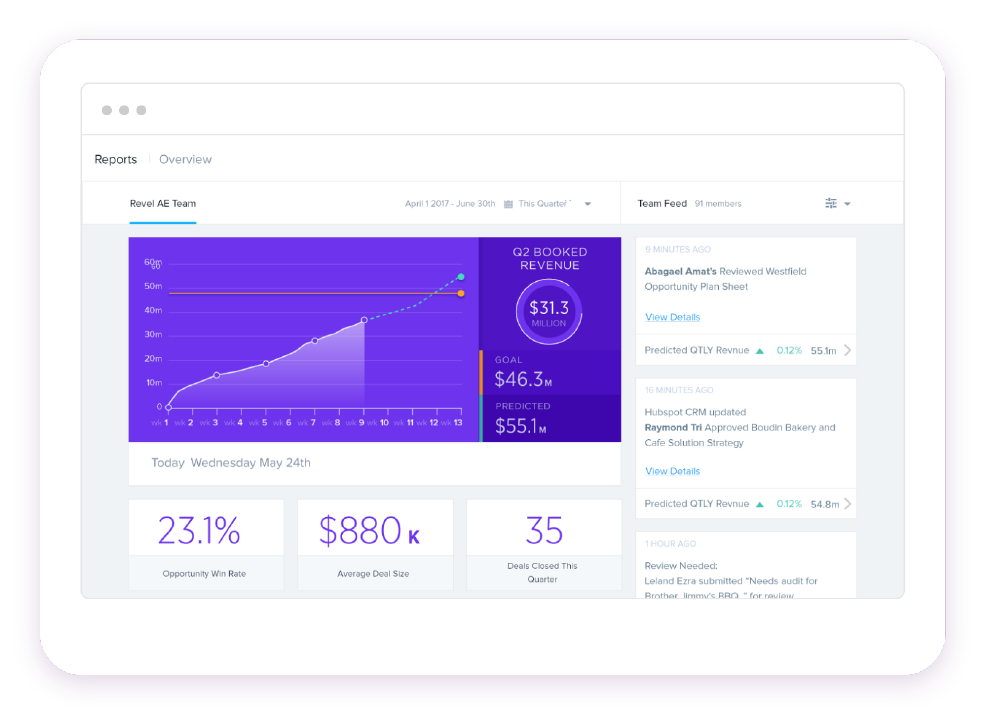 Reports Overview
Revel AE Team
April 1 2017 - June 30th This Quarter
Team Feed 91 members
60m
60
50m
40m
30m
20m
10m
0
wk 1 wk 2 wk 3 wk 4 wk 5 wk 6 wk 7 wk 8 wk 9 wk 10 wk 11 wk 12 wk 13
Q2 BOOKED
REVENUE
$31.3
MILLION
GOAL
$46.3M
PREDICTED
$55.1M
Today Wednesday May 24th
23.1%
Opportunity Win Rate
$880 K
Average Deal Size
35
Deals Closed This
Quarter
9 MINUTES AGO
Abagael Amat's Reviewed Westfield
Opportunity Plan Sheet
View Details
Predicted QTLY Revnue 0.12% 55.1m
16 MINUTES AGO
Hubspot CRM updated
Raymond Tri Approved Boudin Bakery and
Cafe Solution Strategy
View Details
Predicted QTLY Revnue 0.12% 54.8m
1 HOUR AGO
Review Needed:
Leland Ezra submitted "Needs audit for
Brother Jimmy's BBQ. " for review